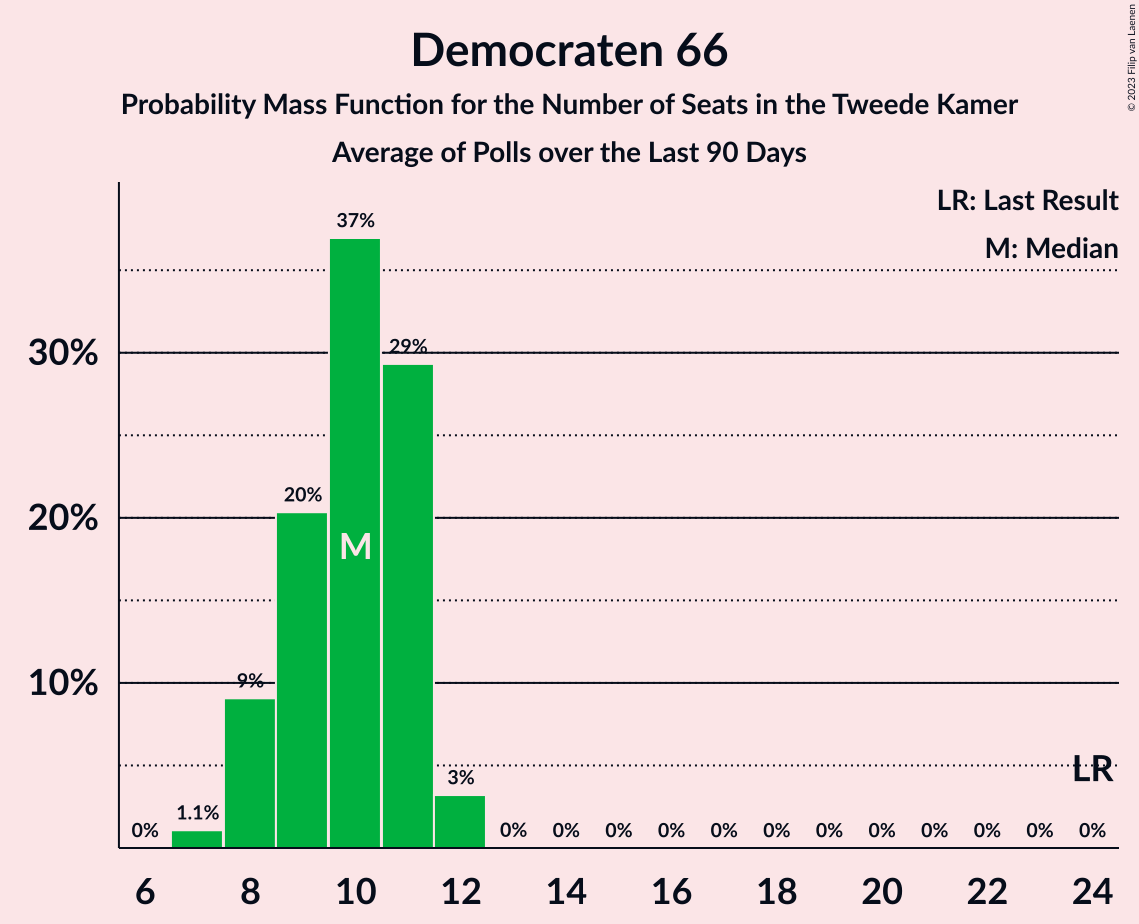 Democraten 66
Probability Mass Function for the Number of Seats in the Tweede Kamer
Average of Polls over the Last 90 Days
© 2023 Filip van Laenen
LR: Last Result
M: Median
37%
29%
30%
20%
20%
M
9%
10%
LR
3%
1.1%
0% 0% 0% 0% 0% 0% 0% 0% 0% 0% 0% 0% 0%
6 8 10 12 14 16 18 20 22 24